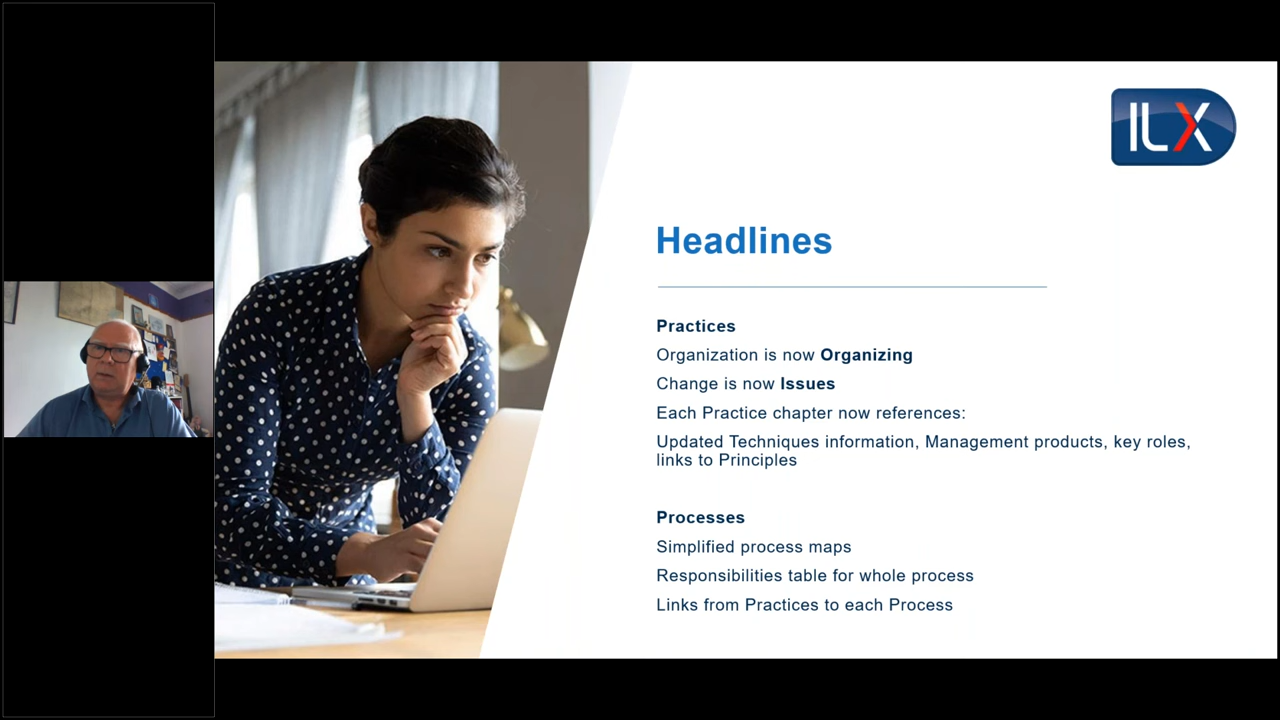 ILX
Headlines
Practices
Organization is now Organizing
Change is now Issues
Each Practice chapter now references:
Updated Techniques information, Management products, key roles,
links to Principles
Processes
Simplified process maps
Responsibilities table for whole process
Links from Practices to each Process